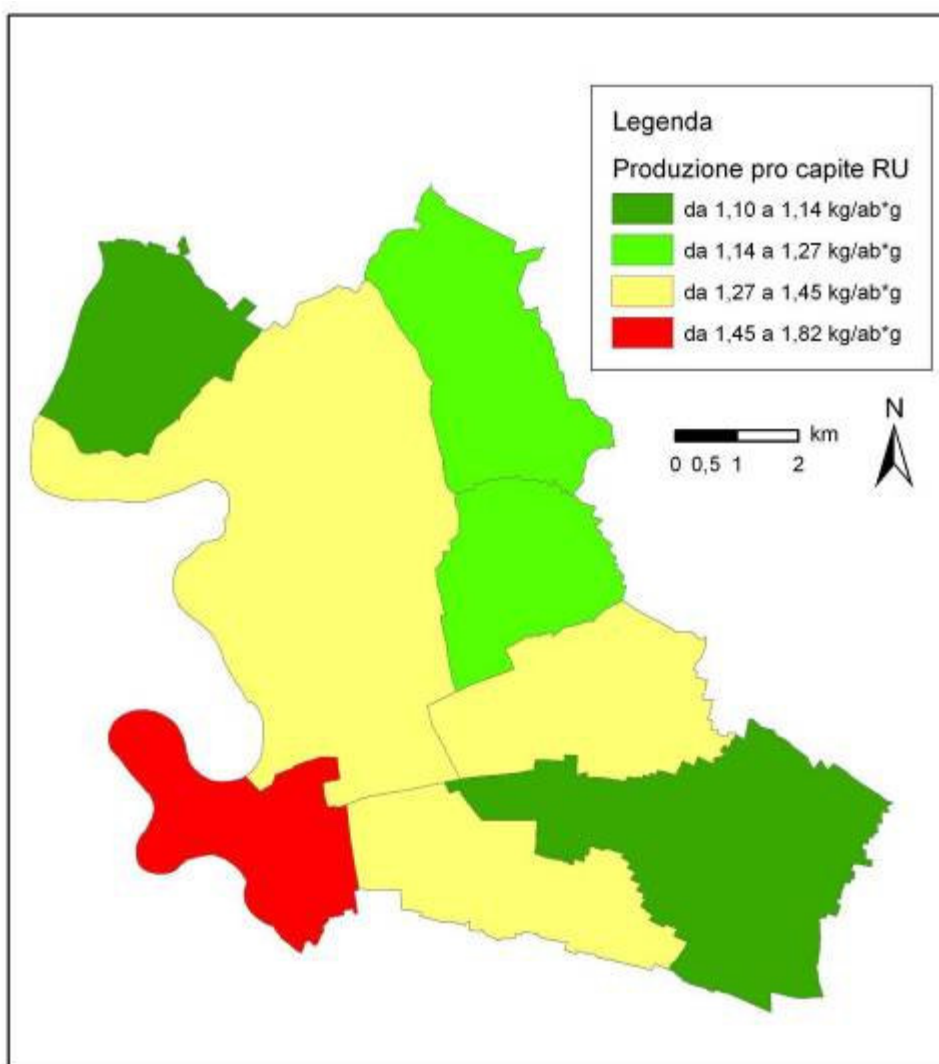 Legenda
Produzione pro capite RU
da 1,10 a 1,14 kg/ab*g
da 1,14 a 1,27 kg/ab*g
da 1,27 a 1,45 kg/ab*g
da 1,45 a 1,82 kg/ab*g
N
km
0 0,5 1 2